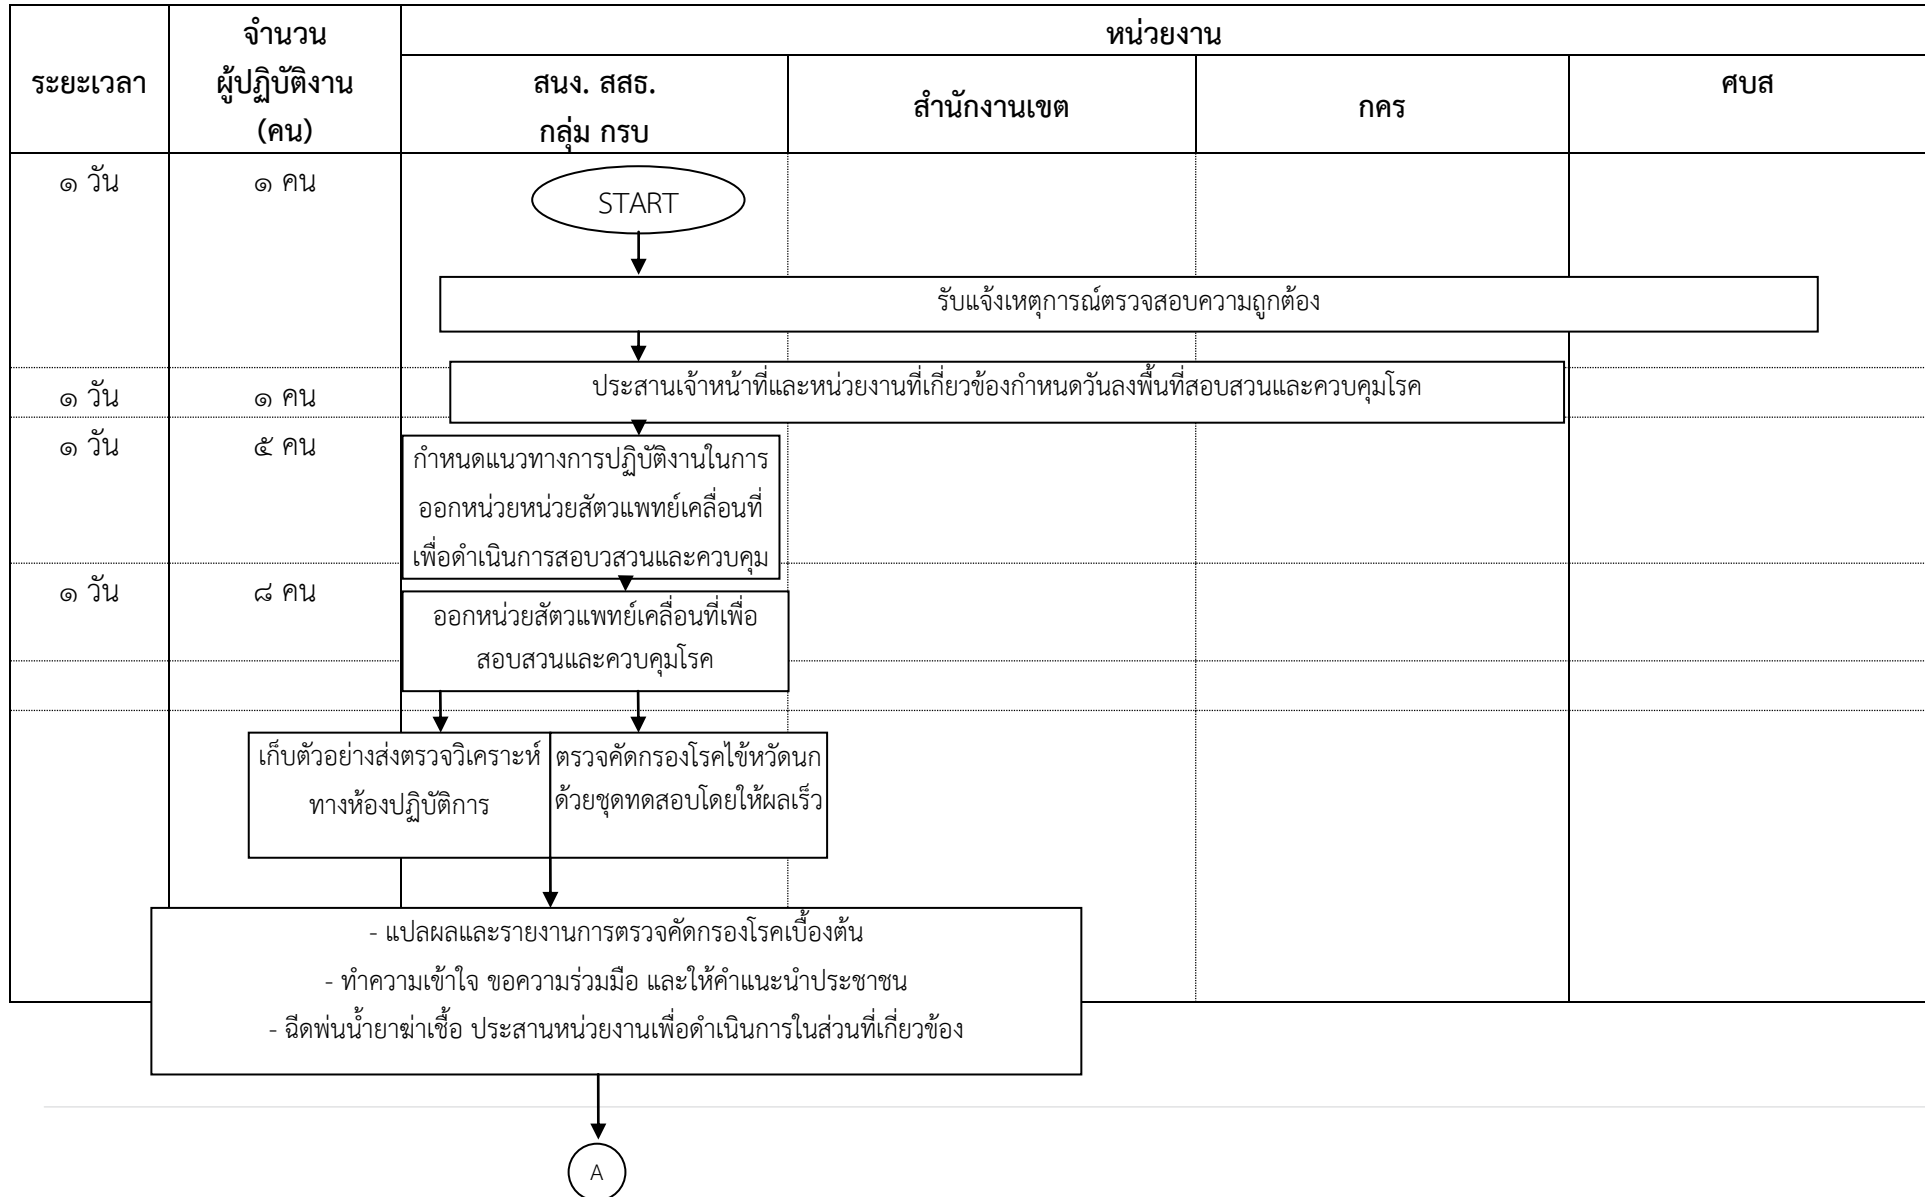 ระยะเวลา
จำนวน
ผู้ปฏิบัติงาน
(คน)
หน่วยงาน
สนง. สสธ.
กลุ่ม กรบ
สำนักงานเขต
กคร
ศบส
๑ วัน
๑ คน
START
รับแจ้งเหตุการณ์ตรวจสอบความถูกต้อง
๑ วัน
๑ คน
ประสานเจ้าหน้าที่และหน่วยงานที่เกี่ยวข้องกำหนดวันลงพื้นที่สอบสวนและควบคุมโรค
๑ วัน
๕ คน
กำหนดแนวทางการปฏิบัติงานในการ
ออกหน่วยหน่วยสัตวแพทย์เคลื่อนที่
เพื่อดำเนินการสอบวสวนและควบคุม
๑ วัน
๘ คน
ออกหน่วยสัตวแพทย์เคลื่อนที่เพื่อ
สอบสวนและควบคุมโรค
เก็บตัวอย่างส่งตรวจวิเคราะห์
ทางห้องปฏิบัติการ
ตรวจคัดกรองโรคไข้หวัดนก
ด้วยชุดทดสอบโดยให้ผลเร็ว
- แปลผลและรายงานการตรวจคัดกรองโรคเบื้องต้น
- ทำความเข้าใจ ขอความร่วมมือ และให้คำแนะนำประชาชน
- ฉีดพ่นน้ำยาฆ่าเชื้อ ประสานหน่วยงานเพื่อดำเนินการในส่วนที่เกี่ยวข้อง
A